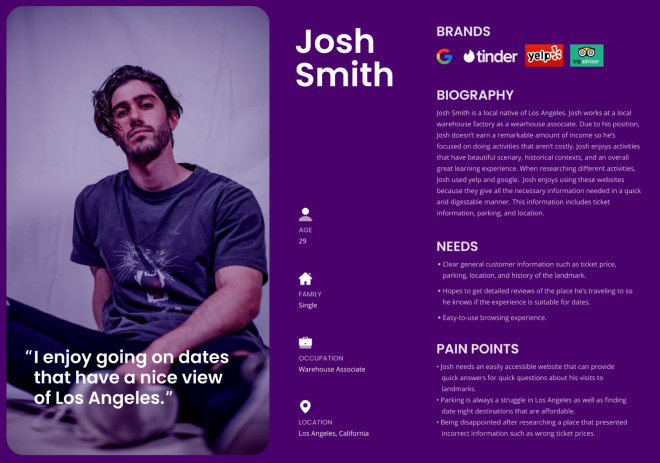 Josh
Smith
AGE
29
FAMILY
Single
OCCUPATION
Warehouse Associate
LOCATION
Los Angeles, California
“I enjoy going on dates
that have a nice view
of Los Angeles.”
BRANDS
G tinder yelp tripadvisor
BIOGRAPHY
Josh Smith is a local native of Los Angeles. Josh works at a local
warehouse factory as a wearhouse associate. Due to his position,
Josh doesn’t earn a remarkable amount of income so he’s
focused on doing activities that aren’t costly. Josh enjoys activities
that have beautiful scenary, historical contexts, and an overall
great learning experience. When researching different activities,
Josh used yelp and google. Josh enjoys using these websites
because they give all the necessary information needed in a quick
and digestable manner. This information includes ticket
information, parking, and location.
NEEDS
• Clear general customer information such as ticket price,
parking, location, and history of the landmark.
• Hopes to get detailed reviews of the place he’s traveling to so
he knows if the experience is suitable for dates.
• Easy-to-use browsing experience.
PAIN POINTS
• Josh needs an easily accessible website that can provide
quick answers for quick questions about his visits to
landmarks.
• Parking is always a struggle in Los Angeles as well as finding
date night destinations that are affordable.
• Being disappointed after researching a place that presented
incorrect information such as wrong ticket prices.